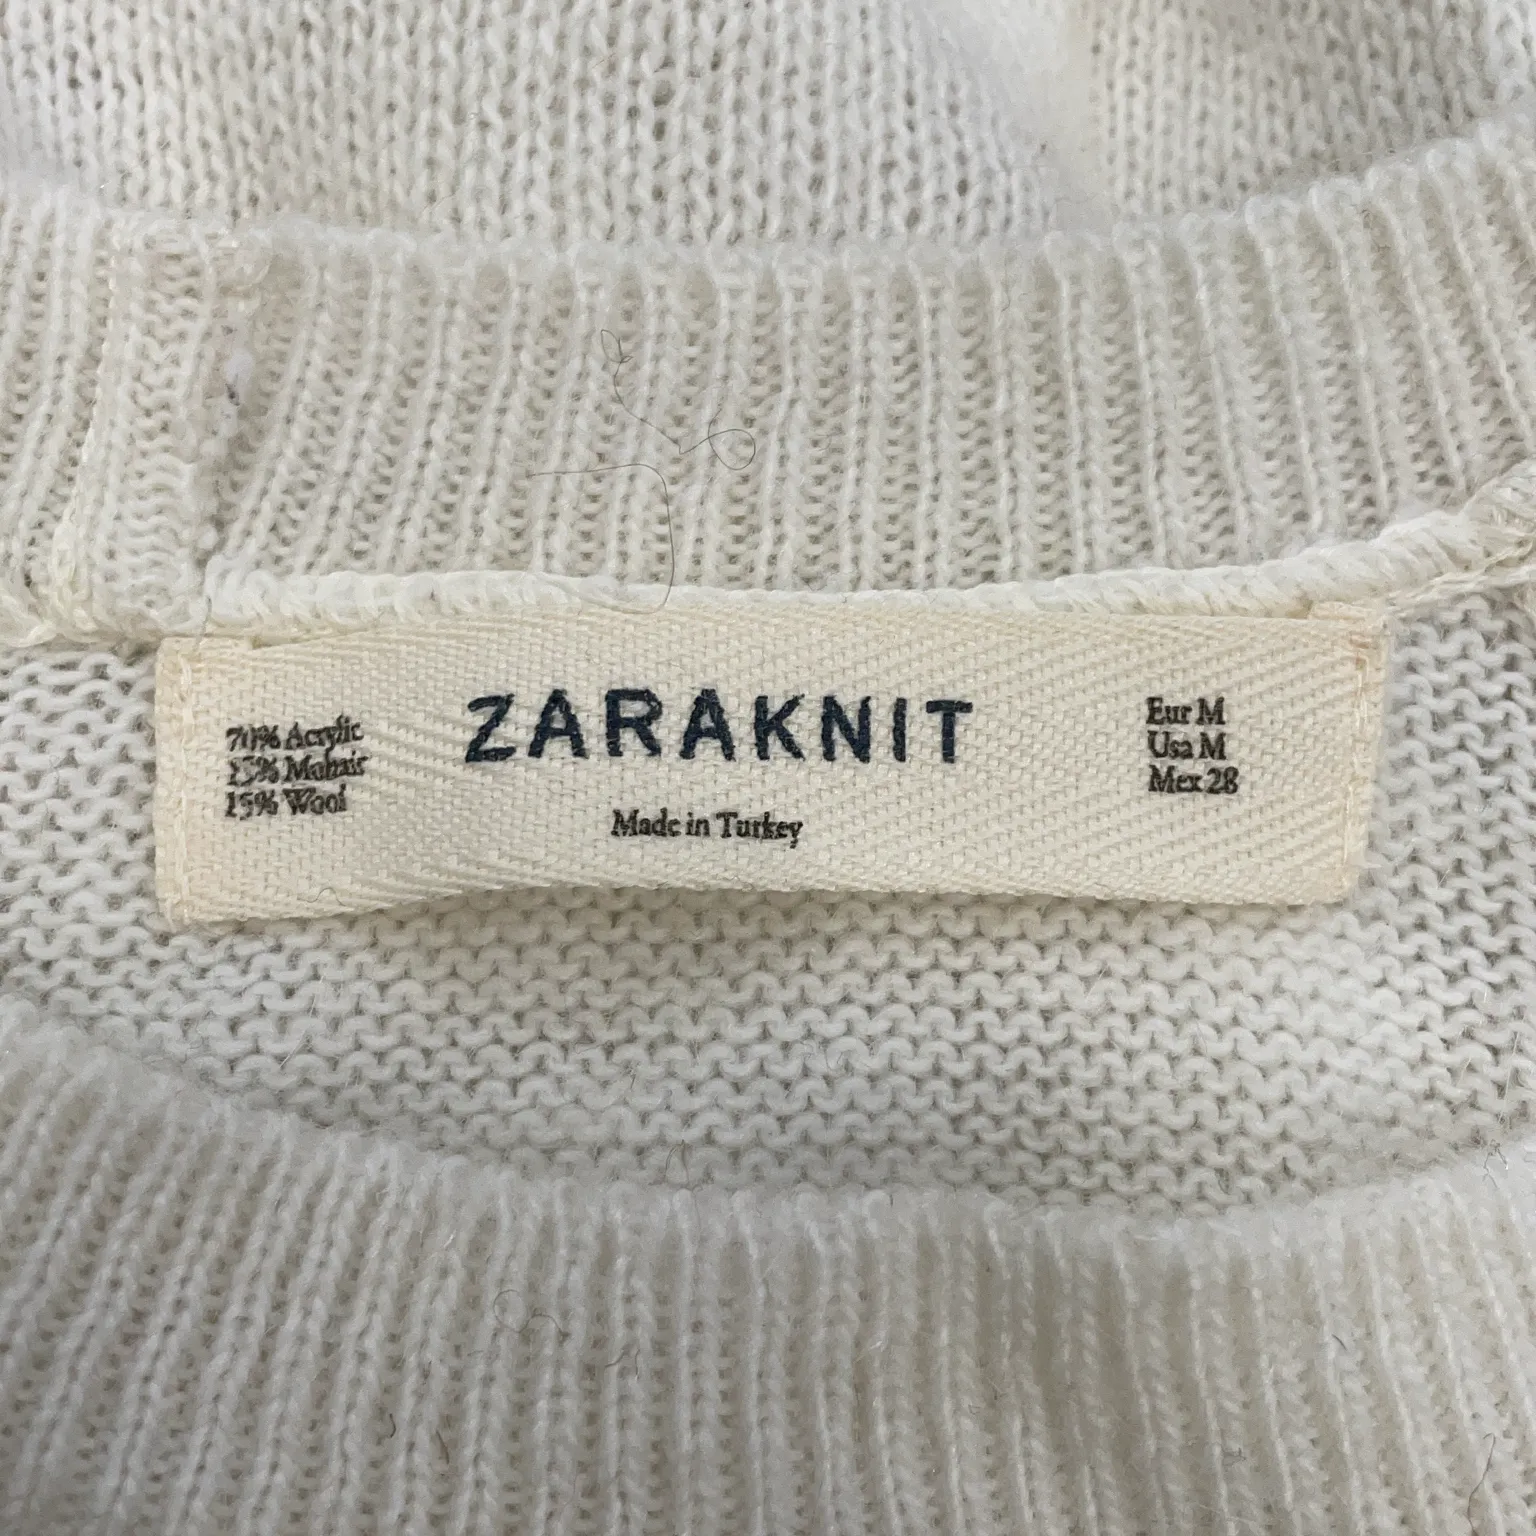 ZARAKNIT
70% Acrylic
15% Mohair
15% Wool
Made in Turkey
Eur M
Usa M
Mex 28